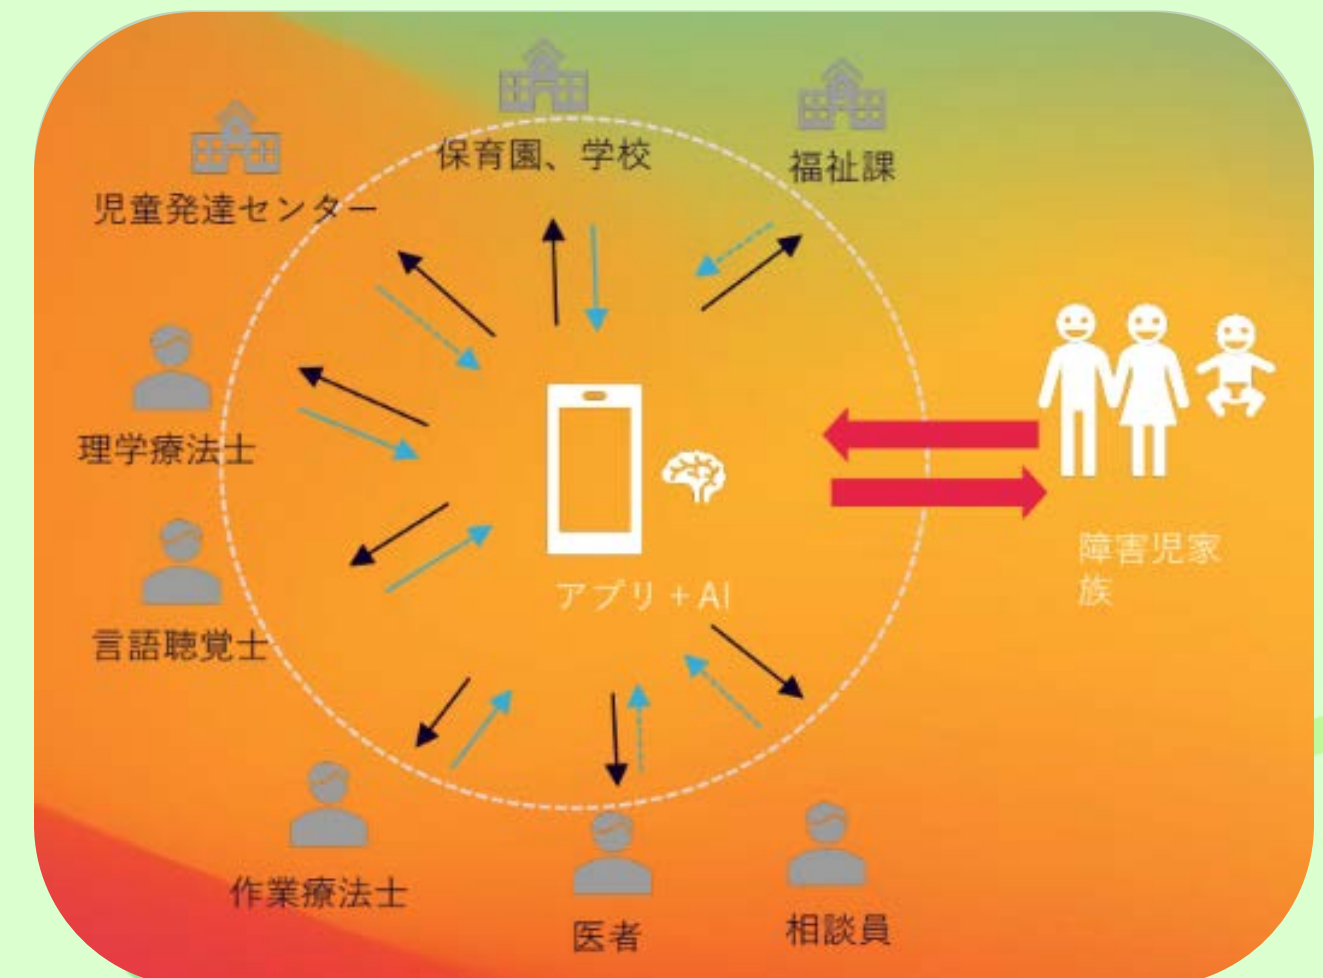 保育園、学校
福祉課
児童発達センター
理学療法士
言語聴覚士
アプリ + AI
障害児家
族
作業療法士
医者
相談員